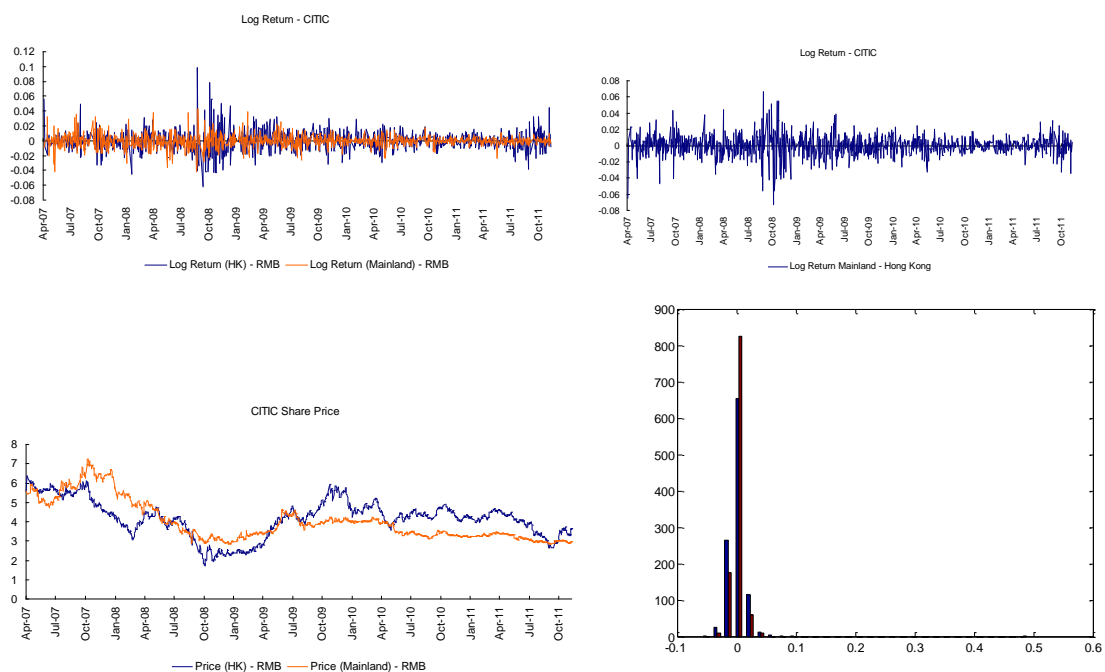 Log Return - CITIC
0.12
0.1
0.08
0.06
0.04
0.02
0
-0.02
-0.04
-0.06
-0.08
Apr-07
Jul-07
Oct-07
Jan-08
Apr-08
Jul-08
Oct-08
Jan-09
Apr-09
Jul-09
Oct-09
Jan-10
Apr-10
Jul-10
Oct-10
Jan-11
Apr-11
Jul-11
Oct-11
Log Return (HK) - RMB
Log Return (Mainland) - RMB
Log Return - CITIC
0.08
0.06
0.04
0.02
0
-0.02
-0.04
-0.06
-0.08
Apr-07
Jul-07
Oct-07
Jan-08
Apr-08
Jul-08
Oct-08
Jan-09
Apr-09
Jul-09
Oct-09
Jan-10
Apr-10
Jul-10
Oct-10
Jan-11
Apr-11
Jul-11
Oct-11
Log Return Mainland - Hong Kong
CITIC Share Price
8
7
6
5
4
3
2
1
0
Apr-07
Jul-07
Oct-07
Jan-08
Apr-08
Jul-08
Oct-08
Jan-09
Apr-09
Jul-09
Oct-09
Jan-10
Apr-10
Jul-10
Oct-10
Jan-11
Apr-11
Jul-11
Oct-11
Price (HK) - RMB
Price (Mainland) - RMB
900
800
700
600
500
400
300
200
100
0
-0.1
0
0.1
0.2
0.3
0.4
0.5
0.6